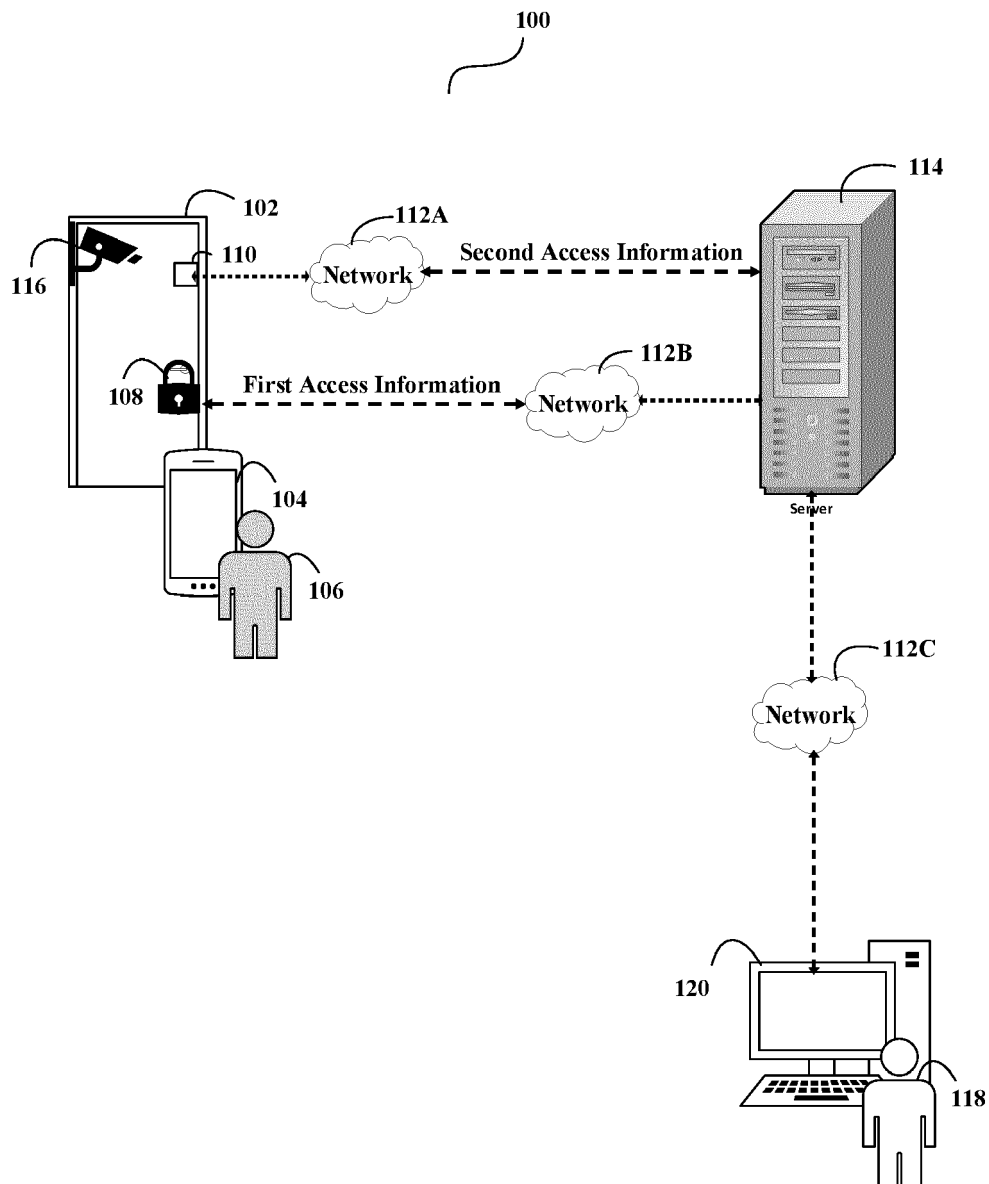 100
114
102
112A
110
Second Access Information
116
Network
112B
First Access Information
108
Network
104
Server
106
112C
Network
120
118